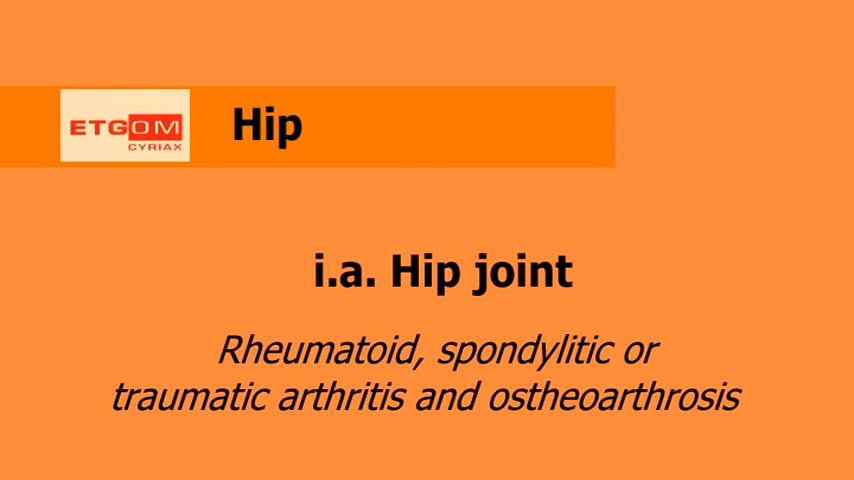 ETGOM
CYRIAX
Hip
i.a. Hip joint
Rheumatoid, spondylitic or
traumatic arthritis and ostheoarthrosis